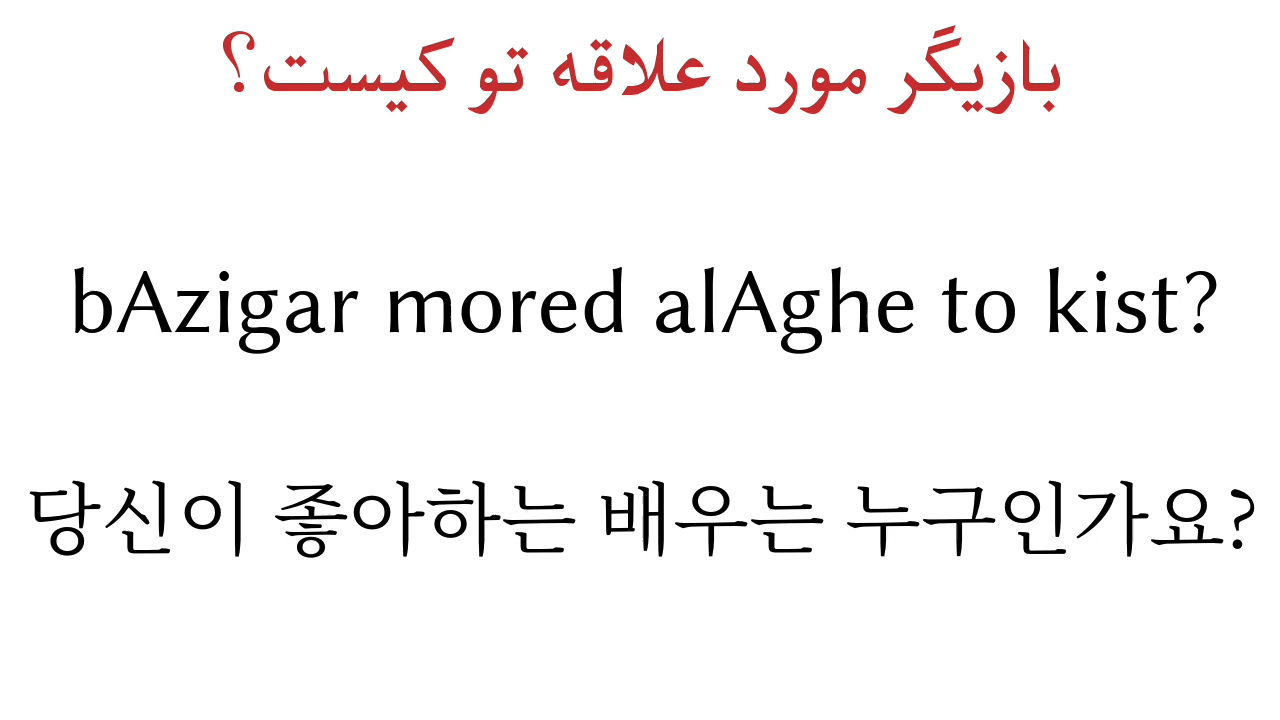 بازیگر مورد علاقه تو کیست؟
bAzigar mored alAghe to kist?
당신이 좋아하는 배우는 누구인가요?